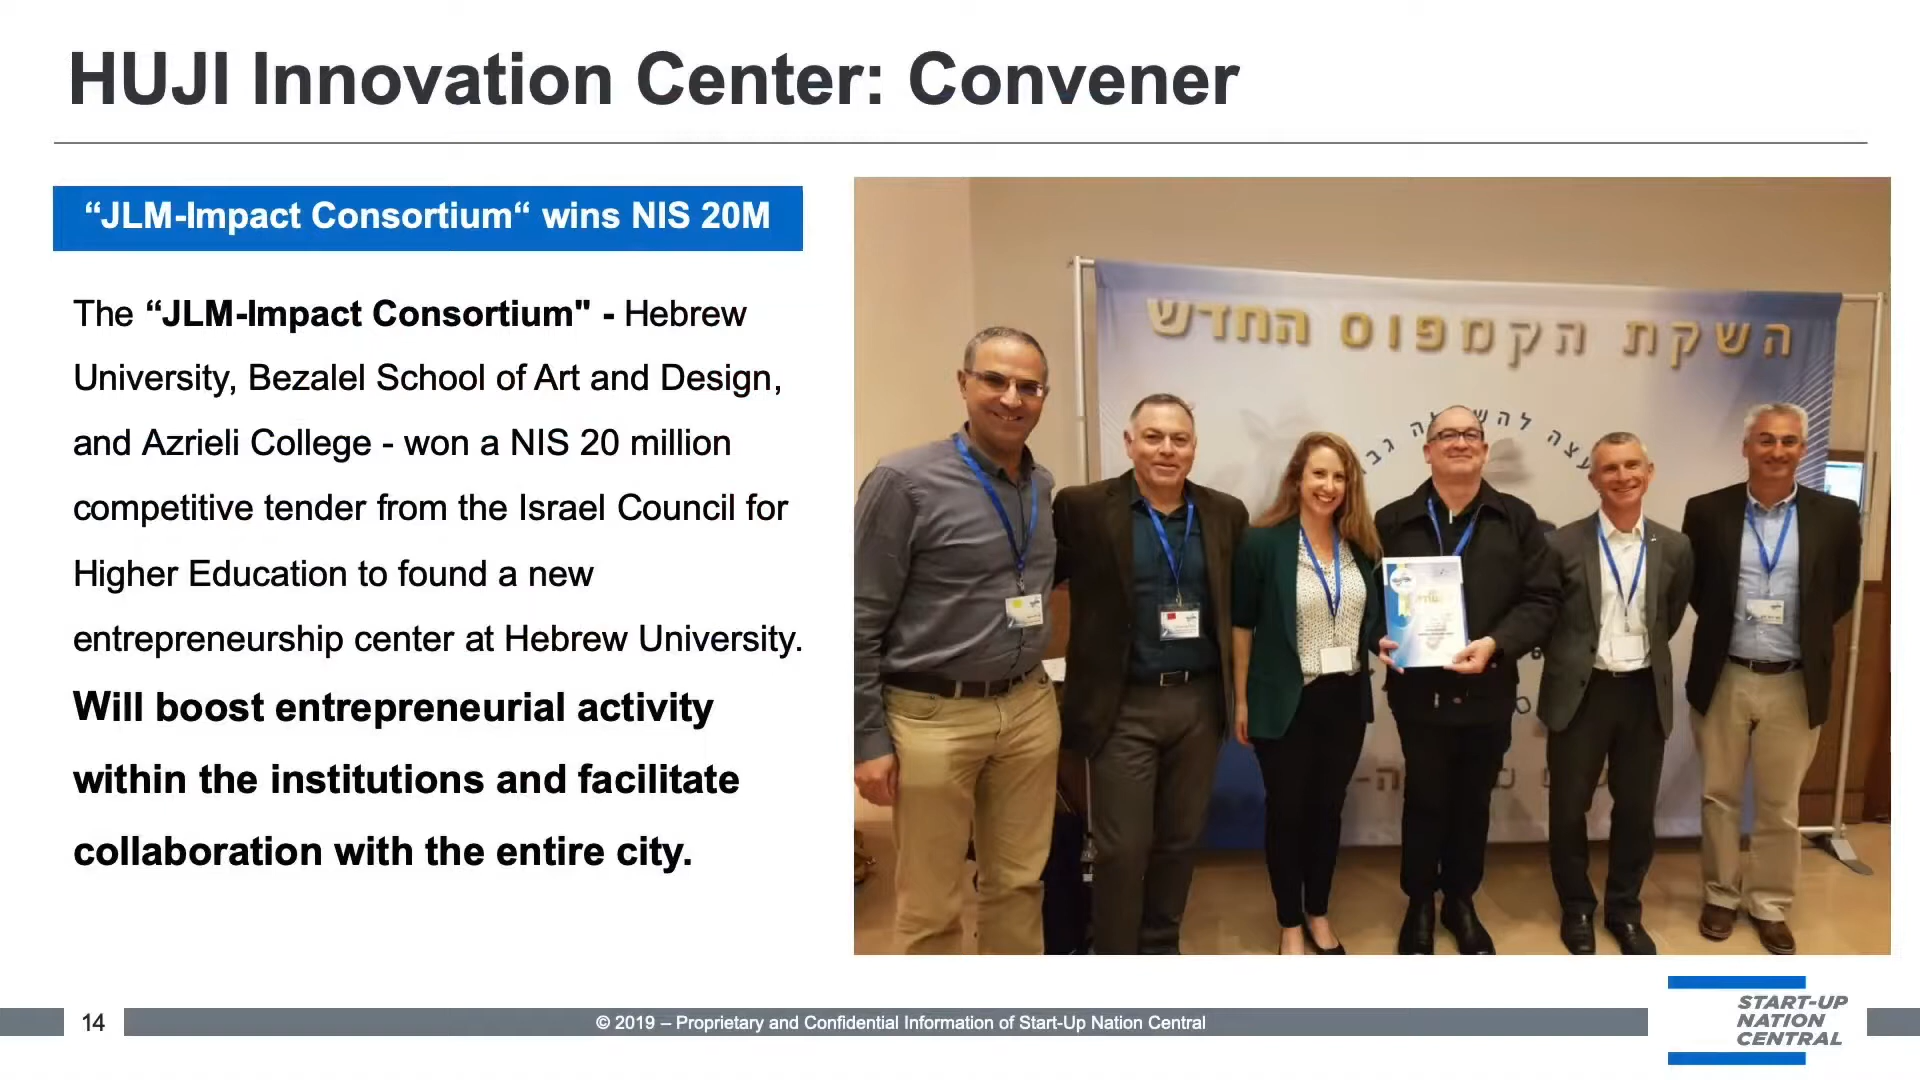 HUJI Innovation Center: Convener
“JLM-Impact Consortium“ wins NIS 20M
The “JLM-Impact Consortium" - Hebrew
University, Bezalel School of Art and Design,
and Azrieli College - won a NIS 20 million
competitive tender from the Israel Council for
Higher Education to found a new
entrepreneurship center at Hebrew University.
Will boost entrepreneurial activity
within the institutions and facilitate
collaboration with the entire city.
השקת הקמפוס החדש
14
© 2019 – Proprietary and Confidential Information of Start-Up Nation Central
START-UP
NATION
CENTRAL